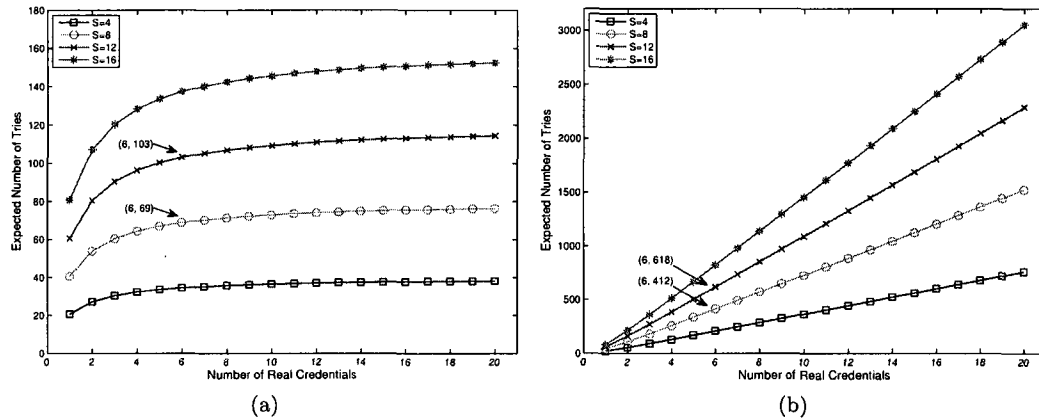 180
160
140
120
100
80
60
40
20
0
Expected Number of Tries
S=4
S=8
S=12
S=16
(6, 103)
(6, 69)
0 2 4 6 8 10 12 14 16 18 20
Number of Real Credentials
(a)
3000
2500
2000
1500
1000
500
0
Expected Number of Tries
S=4
S=8
S=12
S=16
(6, 618)
(6, 412)
0 2 4 6 8 10 12 14 16 18 20
Number of Real Credentials
(b)